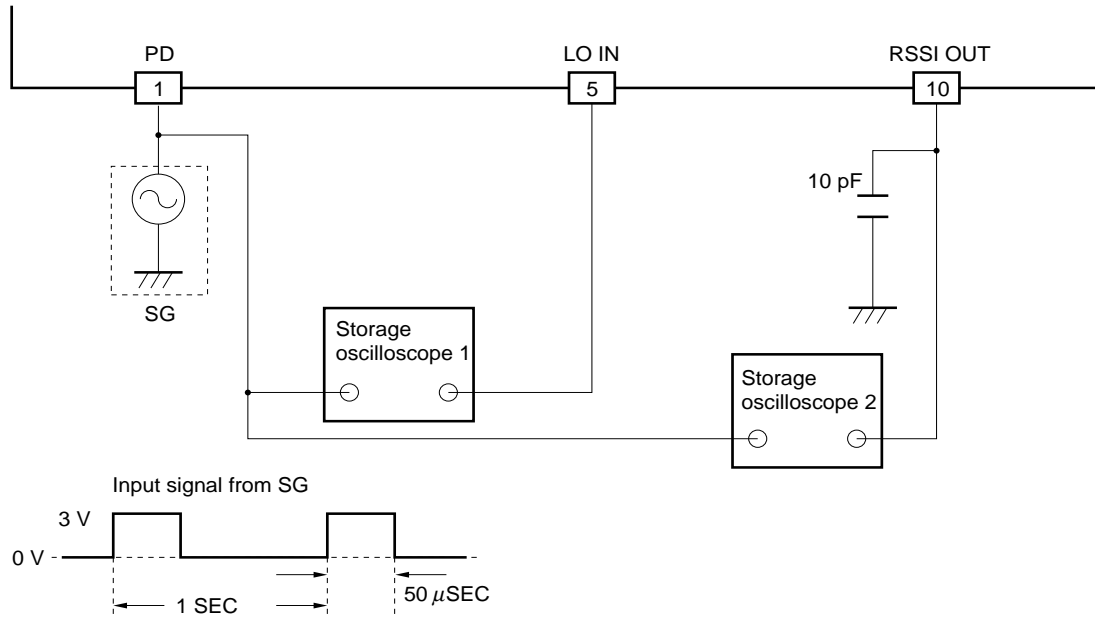 PD
LO IN
RSSI OUT
1
5
10
10 pF
SG
Storage
oscilloscope 1
Storage
oscilloscope 2
Input signal from SG
3 V
0 V
50 μSEC
1 SEC